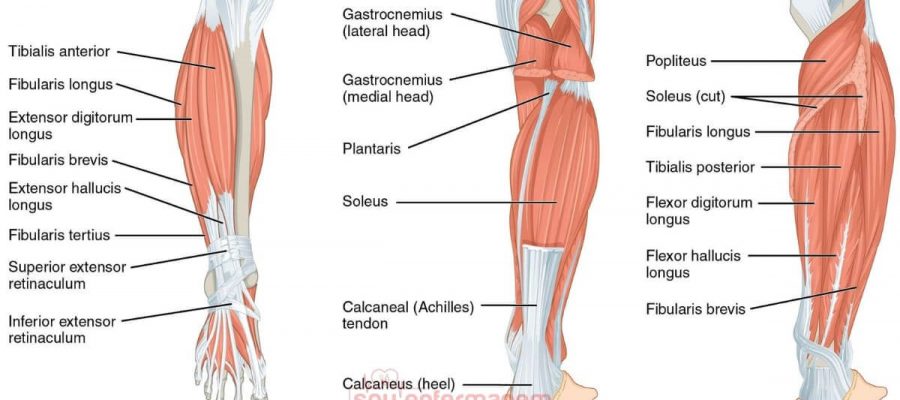 Tibialis anterior
Fibularis longus
Extensor digitorum
longus
Fibularis brevis
Extensor hallucis
longus
Fibularis tertius
Superior extensor
retinaculum
Inferior extensor
retinaculum
Gastrocnemius
(lateral head)
Gastrocnemius
(medial head)
Plantaris
Soleus
Calcaneal (Achilles)
tendon
Calcaneus (heel)
Popliteus
Soleus (cut)
Fibularis longus
Tibialis posterior
Flexor digitorum
longus
Flexor hallucis
longus
Fibularis brevis